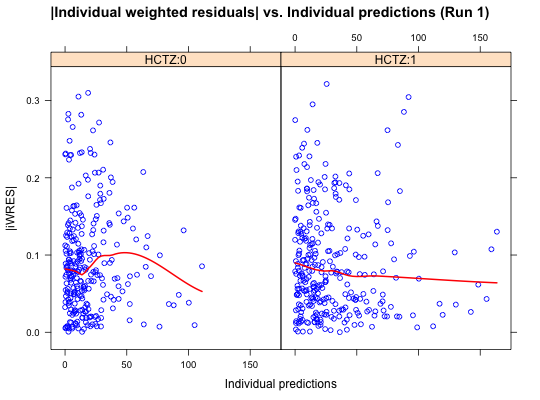 |Individual weighted residuals| vs. Individual predictions (Run 1)
0 50 100 150
HCTZ:0 HCTZ:1
0.3
0.2
0.1
0.0
|iWRES|
0 50 100 150
Individual predictions